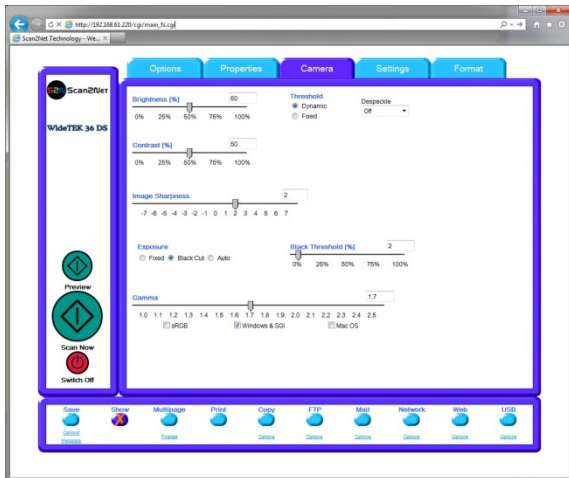 http://192.168.61.220/cgi/main_fs.cgi
Scan2Net Technology - We...
Options Properties Camera Settings Format
S2N Scan2Net
WideTEK 36 DS
Brightness [%] 50
0% 25% 50% 75% 100%
Threshold
Dynamic
Fixed
Despeckle
Off
Contrast [%] 50
0% 25% 50% 75% 100%
Image Sharpness 2
-7 -6 -5 -4 -3 -2 -1 0 1 2 3 4 5 6 7
Exposure
Fixed Black Cut Auto
Black Threshold [%] 2
0% 25% 50% 75% 100%
Gamma 1.7
1.0 1.1 1.2 1.3 1.4 1.5 1.6 1.7 1.8 1.9 2.0 2.1 2.2 2.3 2.4 2.5
eRGB Windows & SGI Mac OS
Preview
Scan Now
Switch Off
Save Show Multipage Print Copy FTP Mail Network Web USB
Options Options Options Options Options Options Options
Metadata